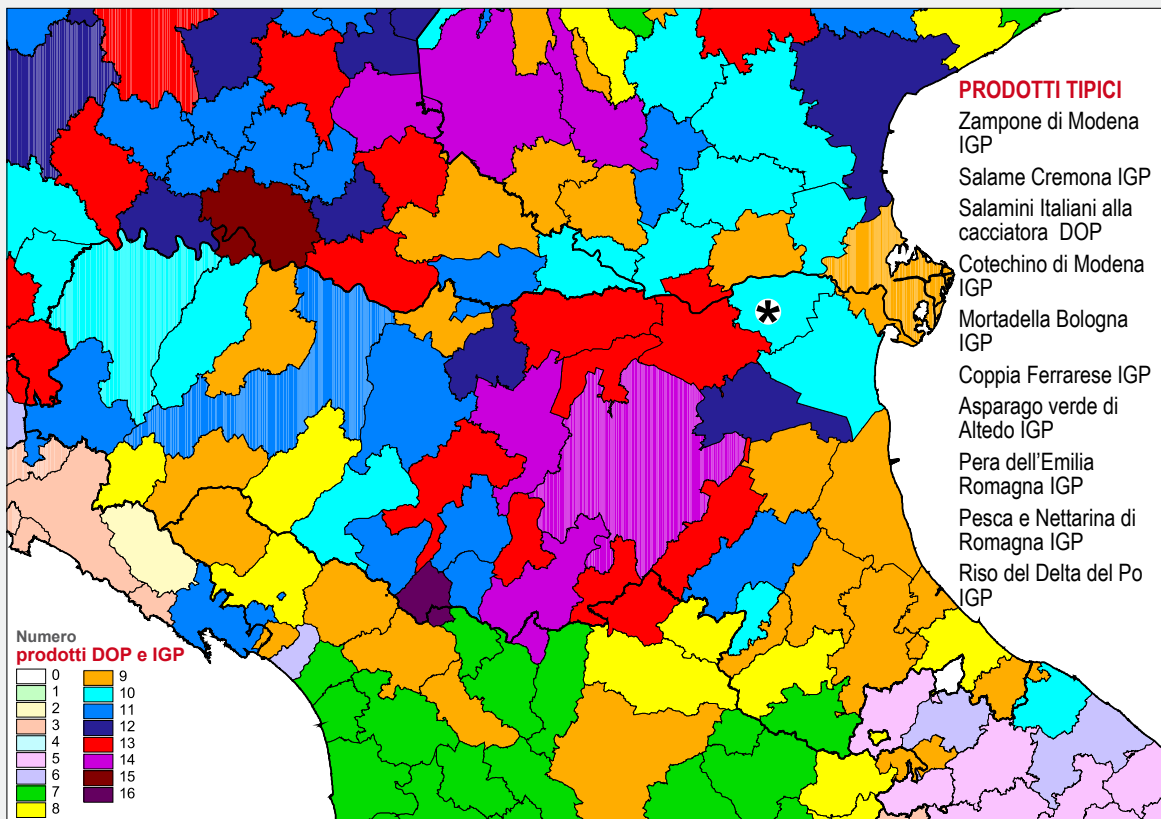 PRODOTTI TIPICI
Zampone di Modena
IGP
Salame Cremona IGP
Salamini Italiani alla
cacciatora DOP
Cotechino di Modena
IGP
Mortadella Bologna
IGP
Coppia Ferrarese IGP
Asparago verde di
Altedo IGP
Pera dell'Emilia
Romagna IGP
Pesca e Nettarina di
Romagna IGP
Riso del Delta del Po
IGP
*
Numero
prodotti DOP e IGP
0
1
2
3
4
5
6
7
8
9
10
11
12
13
14
15
16